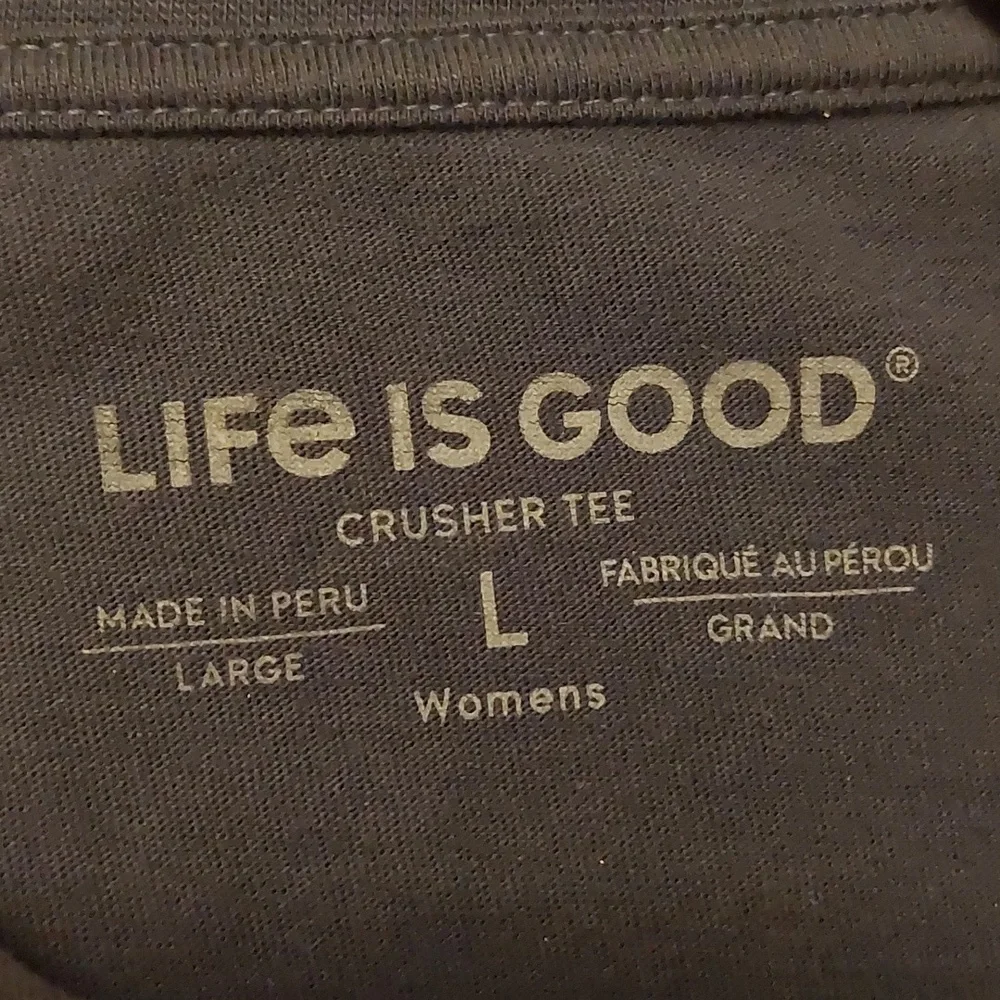 LIFe IS GOOD®
CRUSHER TEE
MADE IN PERU
LARGE
L
FABRIQUÉ AU PÉROU
GRAND
Womens